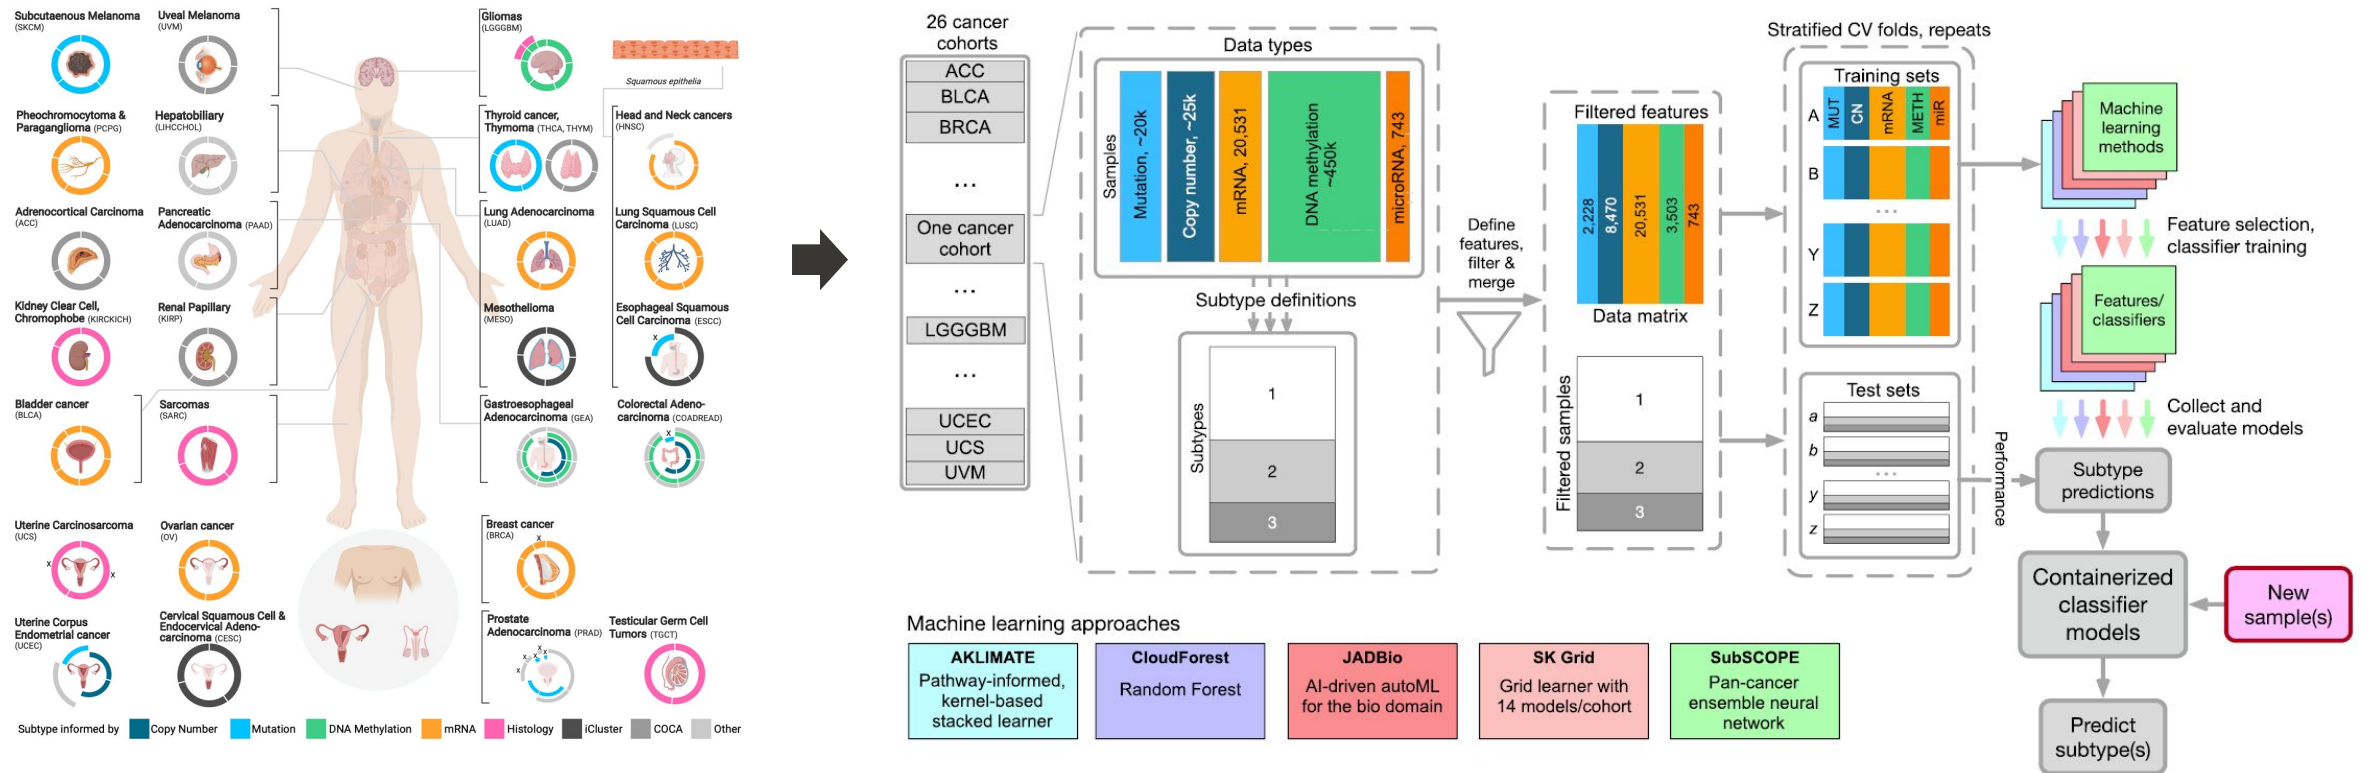 Subcutaenous Melanoma
(SKCM)
Uveal Melanoma
(UVM)
Gliomas
(LGGGBM)
Squamous epithelia
Pheochromocytoma &
Paraganglioma (PCPG)
Hepatobiliary
(LIHCCHOL)
Thyroid cancer,
Thymoma (THCA, THYM)
Head and Neck cancers
(HNSC)
Adrenocortical Carcinoma
(ACC)
Pancreatic
Adenocarcinoma (PAAD)
Lung Adenocarcinoma
(LUAD)
Lung Squamous Cell
Carcinoma (LUSC)
Kidney Clear Cell,
Chromophobe (KIRCKICH)
Renal Papillary
(KIRP)
Mesothelioma
(MESO)
Esophageal Squamous
Cell Carcinoma (ESCC)
x
Bladder cancer
(BLCA)
Sarcomas
(SARC)
Gastroesophageal
Adenocarcinoma (GEA)
Colorectal Adeno-
carcinoma (COADREAD)
x
Uterine Carcinosarcoma
(UCS)
x
x
Ovarian cancer
(OV)
Breast cancer
(BRCA)
x
Uterine Corpus
Endometrial cancer
(UCEC)
Cervical Squamous Cell &
Endocervical Adeno-
carcinoma (CESC)
Prostate
Adenocarcinoma (PRAD)
x
x
x
x
x
Testicular Germ Cell
Tumors (TGCT)
Subtype informed by
Copy Number
Mutation
DNA Methylation
mRNA
Histology
iCluster
COCA
Other
26 cancer
cohorts
ACC
BLCA
BRCA
...
One cancer
cohort
...
LGGGBM
...
UCEC
UCS
UVM
Data types
Samples
Mutation, ~20k
Copy number, ~25k
mRNA, 20,531
DNA methylation
~450k
microRNA, 743
Subtype definitions
Subtypes
1
2
3
Define
features,
filter &
merge
Filtered features
2,228
8,470
20,531
3,503
743
Data matrix
Filtered samples
1
2
3
Stratified CV folds, repeats
Training sets
A
MUT
CN
mRNA
METH
miR
B
...
Y
Z
Test sets
a
b
...
y
z
Performance
Machine
learning
methods
Feature selection,
classifier training
Features/
classifiers
Collect and
evaluate models
Subtype
predictions
Containerized
classifier
models
New
sample(s)
Predict
subtype(s)
Machine learning approaches
AKLIMATE
Pathway-informed,
kernel-based
stacked learner
CloudForest
Random Forest
JADBio
AI-driven autoML
for the bio domain
SK Grid
Grid learner with
14 models/cohort
SubSCOPE
Pan-cancer
ensemble neural
network